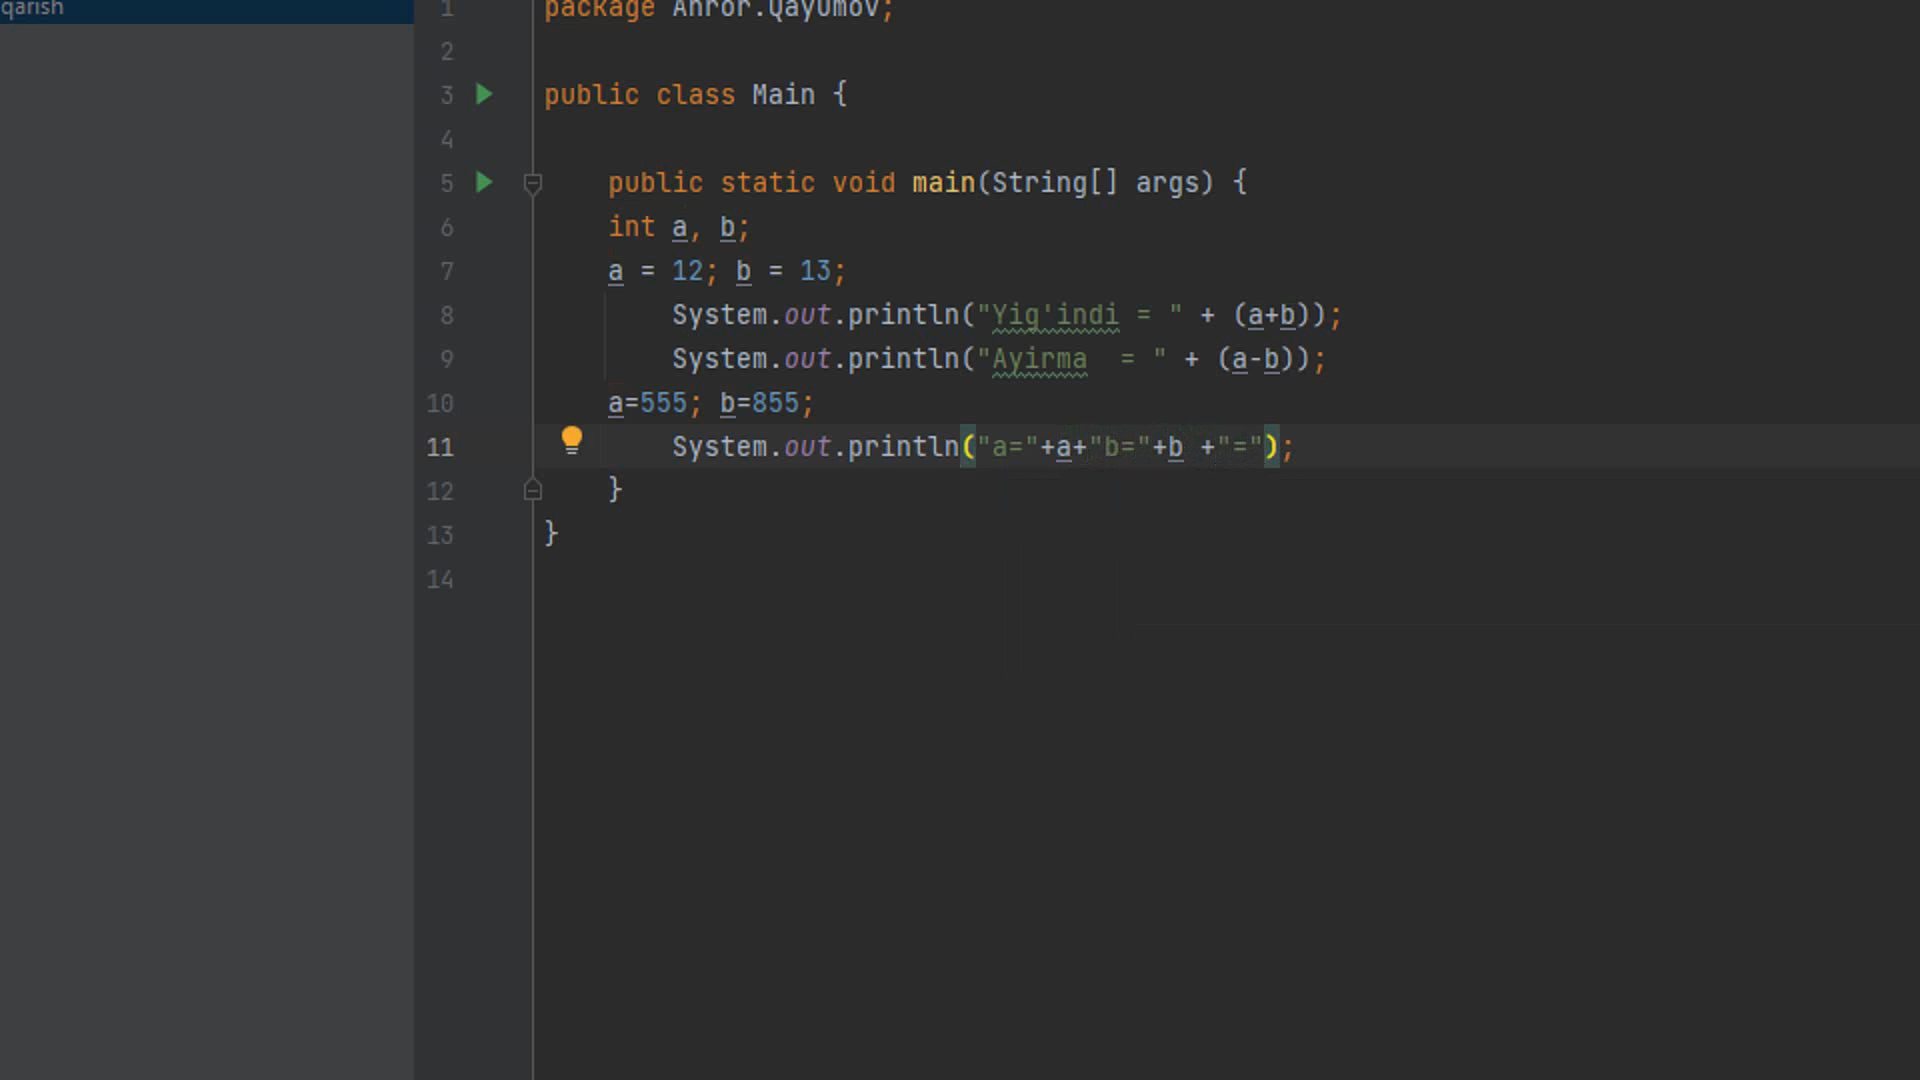 qarish
1 package Ahror.QayUmov;
2
3 public class Main {
4
5 public static void main(String[] args) {
6 int a, b;
7 a = 12; b = 13;
8 System.out.println("Yig'indi = " + (a+b));
9 System.out.println("Ayirma  = " + (a-b));
10 a=555; b=855;
11 System.out.println("a="+a+"b="+b +"=");
12 }
13 }
14